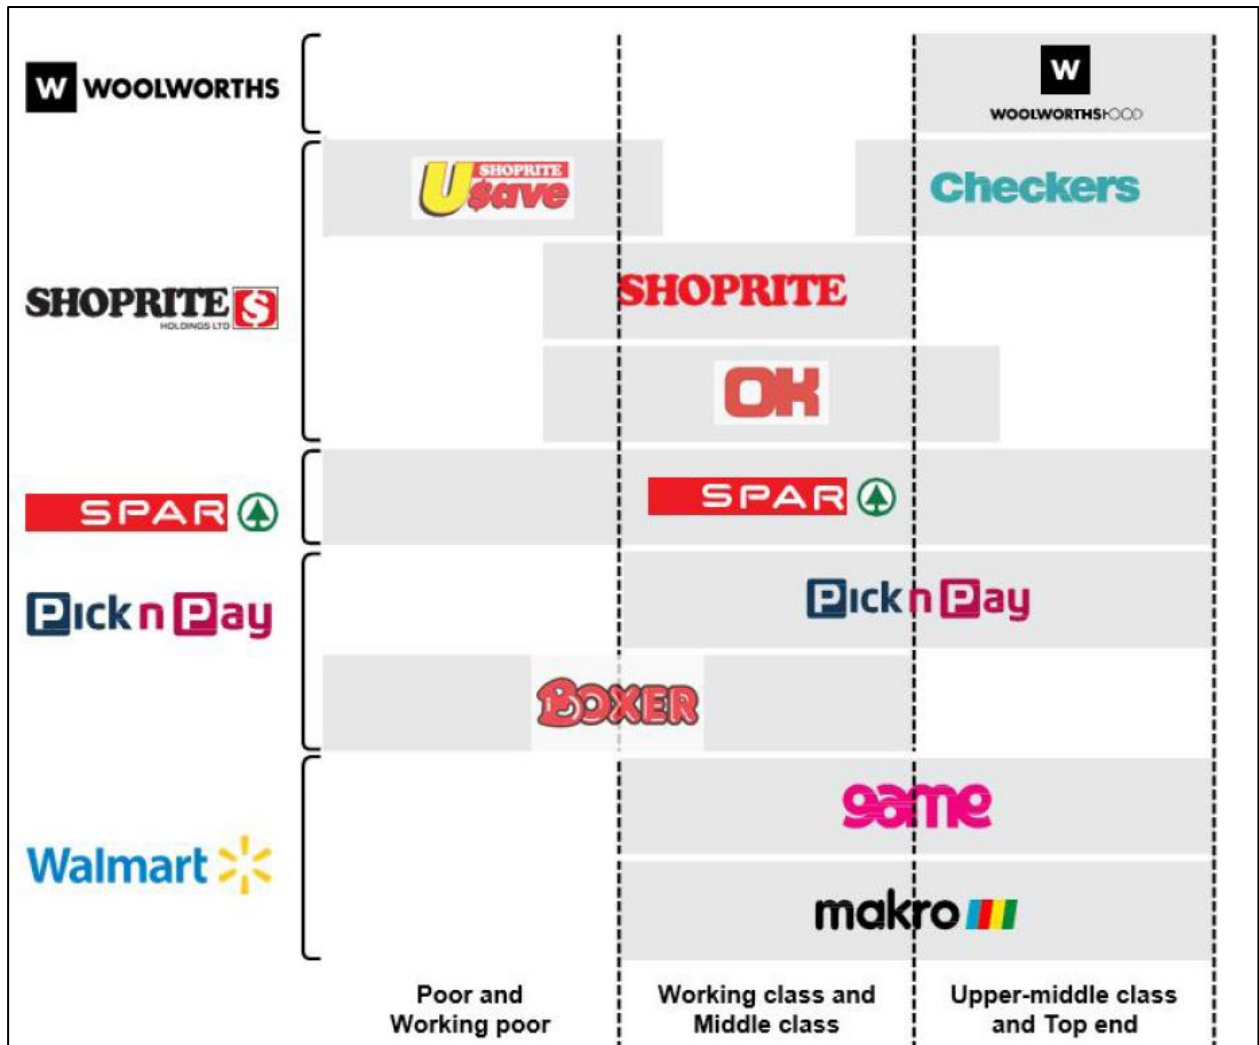 W WOOLWORTHS
W
WOOLWORTHSFOOD
SHOPRITE
U$ave
Checkers
SHOPRITE
HOLDINGS LTD
SHOPRITE
OK
SPAR
SPAR
Pick n Pay
Pick n Pay
BOXER
Walmart
game
makro
Poor and
Working poor
Working class and
Middle class
Upper-middle class
and Top end